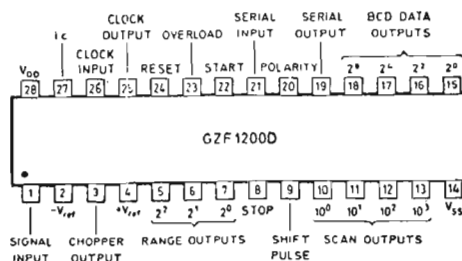 CLOCK SERIAL SERIAL BCD DATA
Ic OUTPUT OVERLOAD INPUT OUTPUT OUTPUTS
CLOCK
VDD INPUT RESET START POLARITY 2⁸ 2⁴ 2² 2⁰
28 27 26 25 24 23 22 21 20 19 18 17 16 15
GZF1200D
1 2 3 4 5 6 7 8 9 10 11 12 13 14
-Vref +Vref 2² 2¹ 2⁰ STOP 10⁰ 10¹ 10² 10³ VSS
SIGNAL CHOPPER RANGE OUTPUTS SHIFT SCAN OUTPUTS
INPUT OUTPUT PULSE